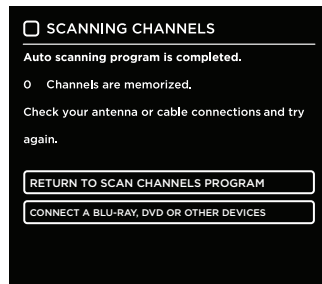 SCANNING CHANNELS
Auto scanning program is completed.
0 Channels are memorized.
Check your antenna or cable connections and try
again.
RETURN TO SCAN CHANNELS PROGRAM
CONNECT A BLU-RAY, DVD OR OTHER DEVICES